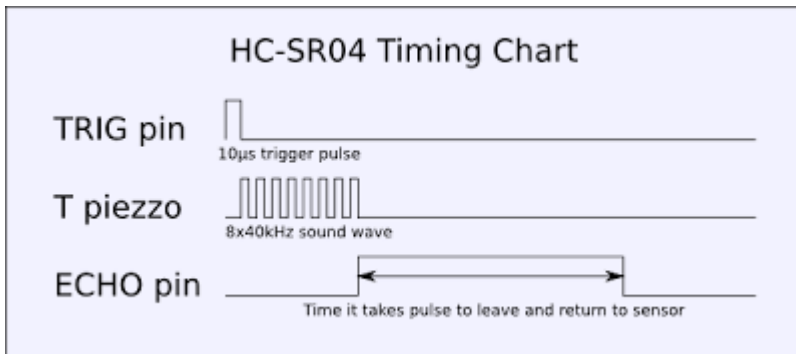 HC-SR04 Timing Chart
TRIG pin
10µs trigger pulse
T piezzo
8x40kHz sound wave
ECHO pin
Time it takes pulse to leave and return to sensor